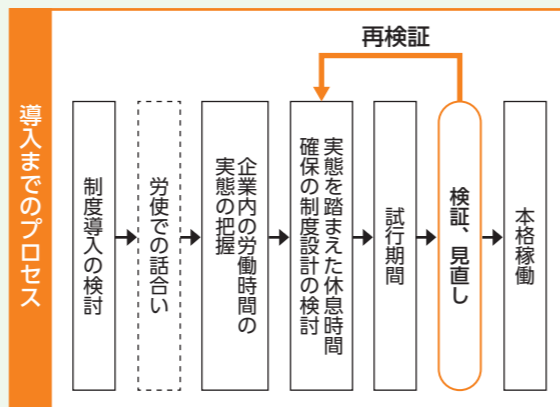 導入までのプロセス
再検証
制度導入の検討
労使での話合い
企業内の労働時間の
実態の把握
実態を踏まえた休息時間
確保の制度設計の検討
試行期間
検証、見直し
本格稼働